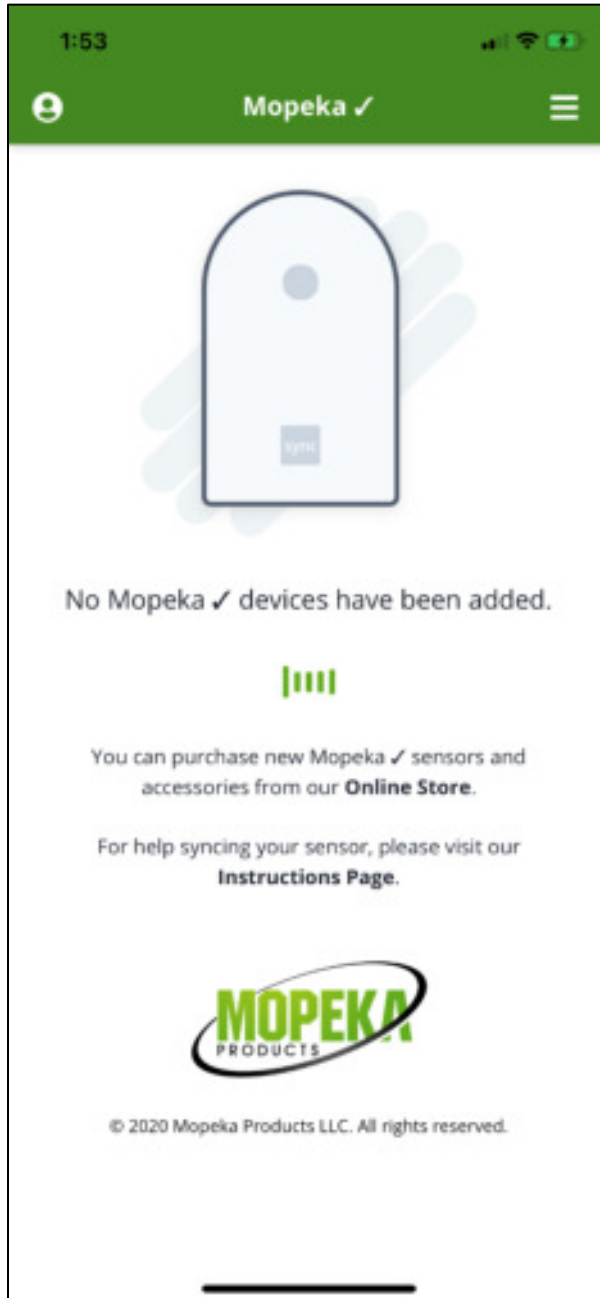 1:53
Mopeka ✓
sync
No Mopeka ✓ devices have been added.
You can purchase new Mopeka ✓ sensors and
accessories from our Online Store.
For help syncing your sensor, please visit our
Instructions Page.
MOPEKA
PRODUCTS
© 2020 Mopeka Products LLC. All rights reserved.